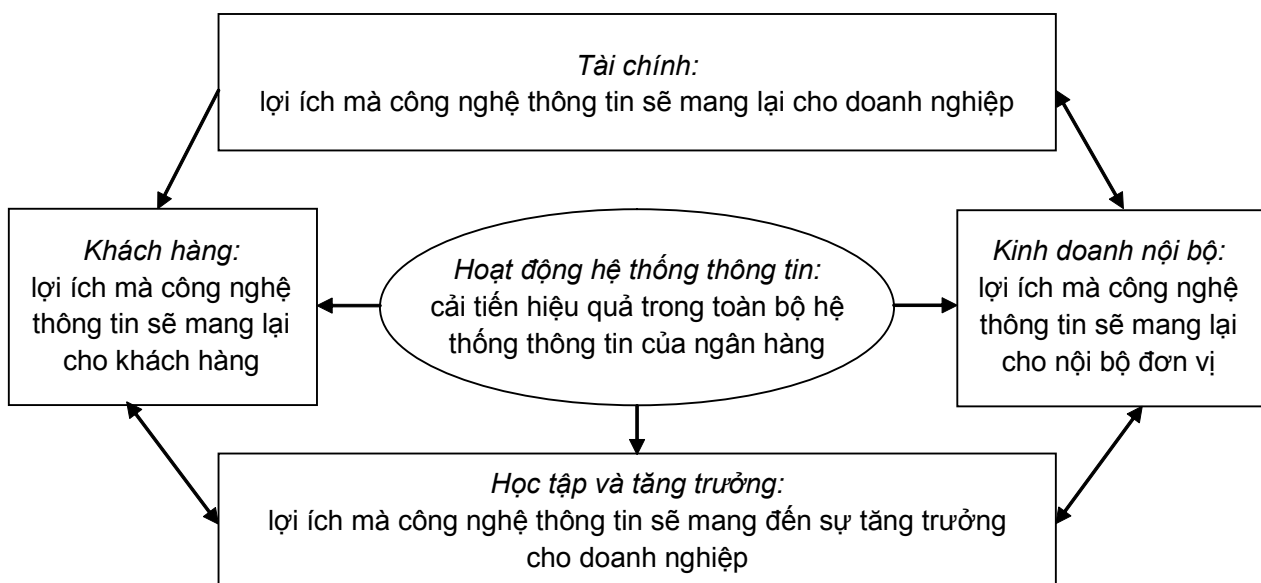 Tài chính:
lợi ích mà công nghệ thông tin sẽ mang lại cho doanh nghiệp
Khách hàng:
lợi ích mà công nghệ
thông tin sẽ mang lại
cho khách hàng
Hoạt động hệ thống thông tin:
cải tiến hiệu quả trong toàn bộ hệ
thống thông tin của ngân hàng
Kinh doanh nội bộ:
lợi ích mà công nghệ
thông tin sẽ mang lại
cho nội bộ đơn vị
Học tập và tăng trưởng:
lợi ích mà công nghệ thông tin sẽ mang đến sự tăng trưởng
cho doanh nghiệp